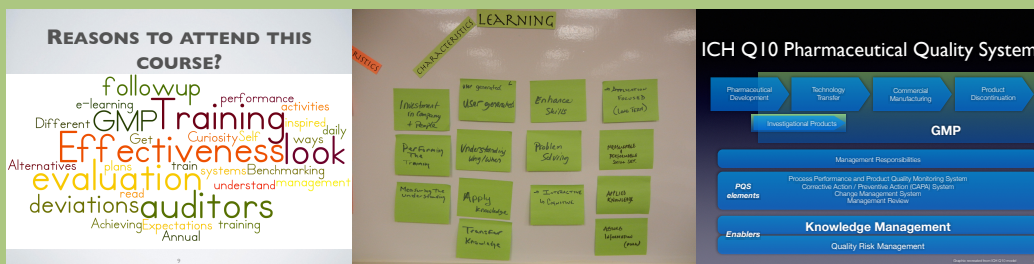 REASONS TO ATTEND THIS
COURSE?
followup
e-learning
performance
activities
Different
GMP
Training
inspired
Get
Curiosity
Self
ways
daily
Effectiveness
look
Alternatives
plans
train
systems
Benchmarking
evaluation
read
understand
management
deviations
auditors
Achieving
Expectations
training
Annual
?
LEARNING
CHARACTERISTICS
Investment
in Company
+ People
User generated
User generated
Enhance
Skills
Performing
The
Training
Understanding
Why/When
Problem
Solving
Measuring the
Understanding
Apply
Knowledge
→ Interactive
Applied
Knowledge
Transfer
Knowledge
Information
ICH Q10 Pharmaceutical Quality System
Pharmaceutical
Development
Technology
Transfer
Commercial
Manufacturing
Product
Discontinuation
Investigational Products
GMP
Management Responsibilities
PQS
elements
Process Performance and Product Quality Monitoring System
Corrective Action / Preventive Action (CAPA) System
Change Management System
Management Review
Enablers
Knowledge Management
Quality Risk Management